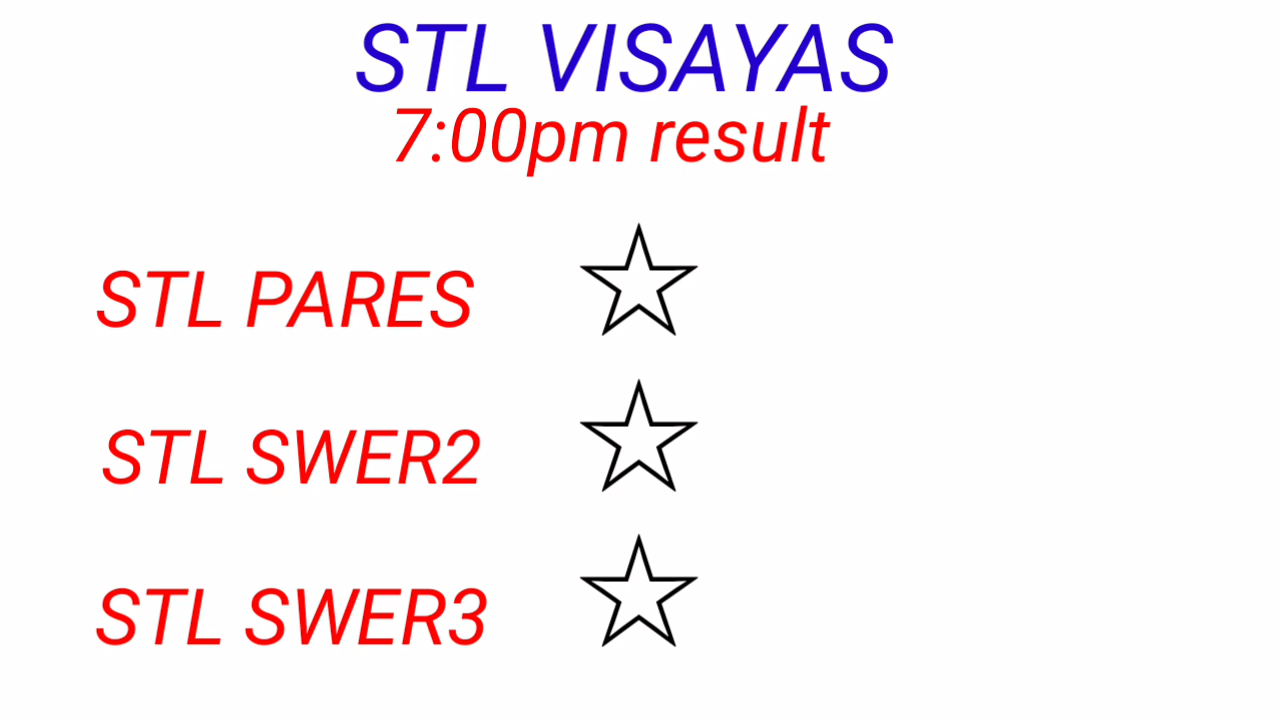 STL VISAYAS
7:00pm result
STL PARES
STL SWER2
STL SWER3